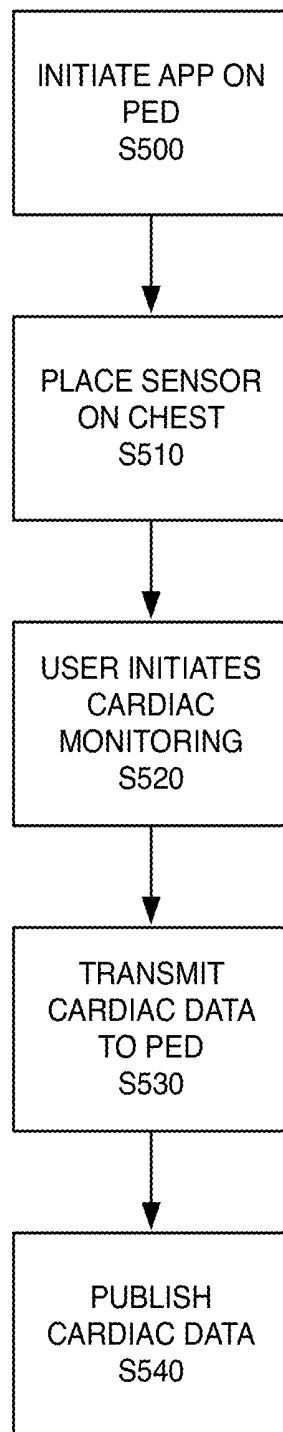 INITIATE APP ON
PED
S500
PLACE SENSOR
ON CHEST
S510
USER INITIATES
CARDIAC
MONITORING
S520
TRANSMIT
CARDIAC DATA
TO PED
S530
PUBLISH
CARDIAC DATA
S540